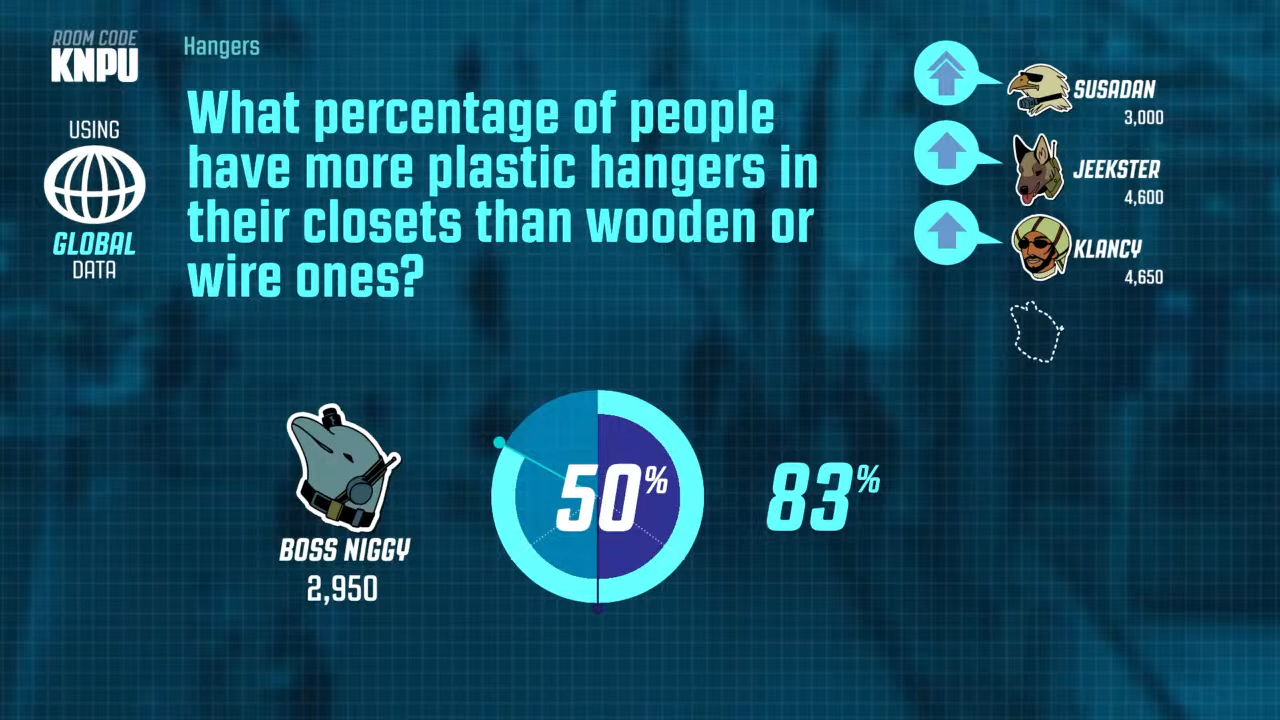 ROOM CODE
KNPU
USING
GLOBAL
DATA
Hangers
What percentage of people
have more plastic hangers in
their closets than wooden or
wire ones?
SUSADAN
3,000
JEEKSTER
4,600
KLANCY
4,650
BOSS NIGGY
2,950
50%
83%